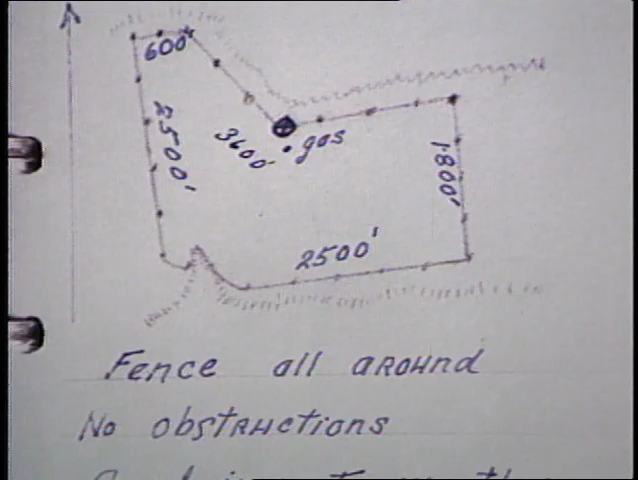 600'
2500'
3600'
gas
1800'
2500'
Fence all around
No obstructions